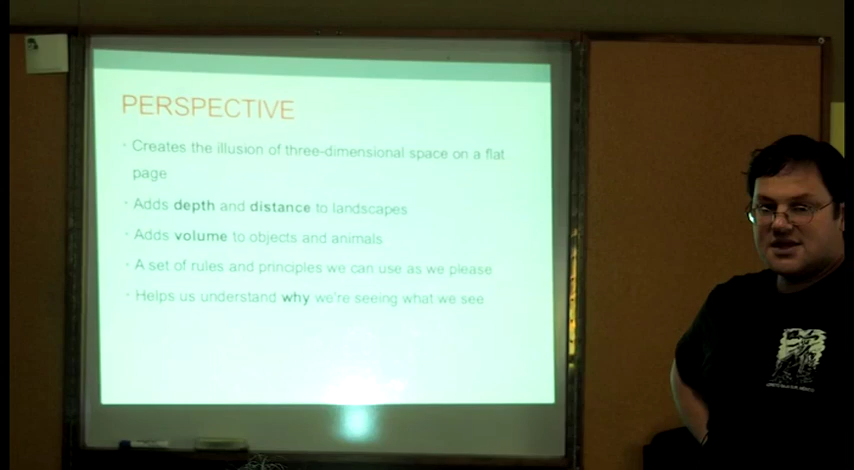 PERSPECTIVE
· Creates the illusion of three-dimensional space on a flat
page
· Adds depth and distance to landscapes
· Adds volume to objects and animals
· A set of rules and principles we can use as we please
· Helps us understand why we're seeing what we see